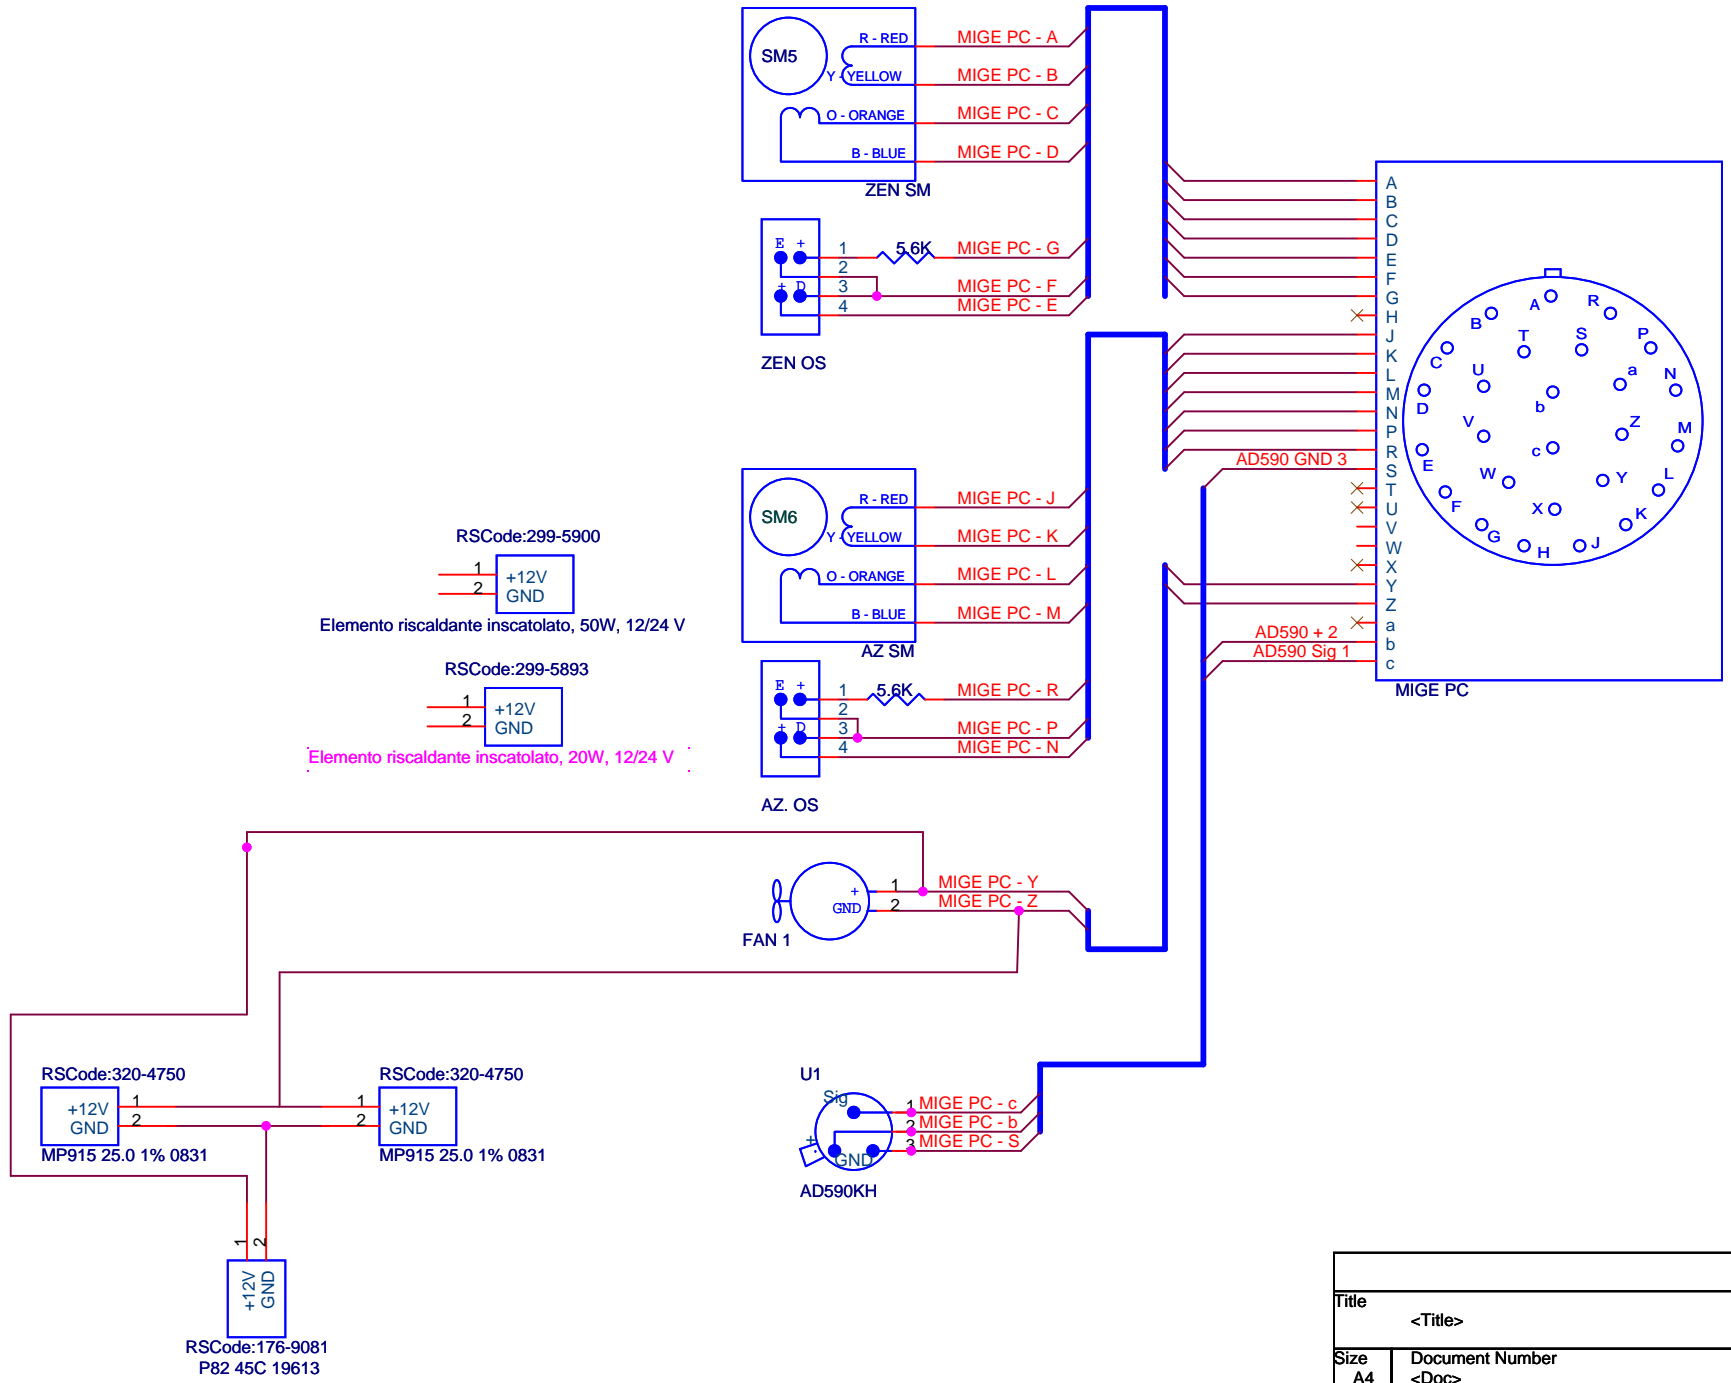 SM5
R - RED
Y - YELLOW
O - ORANGE
B - BLUE
ZEN SM
MIGE PC - A
MIGE PC - B
MIGE PC - C
MIGE PC - D
E +
+ D
1
2
3
4
5.6K
MIGE PC - G
MIGE PC - F
MIGE PC - E
ZEN OS
SM6
R - RED
Y - YELLOW
O - ORANGE
B - BLUE
AZ SM
MIGE PC - J
MIGE PC - K
MIGE PC - L
MIGE PC - M
E +
+ D
1
2
3
4
5.6K
MIGE PC - R
MIGE PC - P
MIGE PC - N
AZ. OS
RSCode:299-5900
1
2
+12V
GND
Elemento riscaldante inscatolato, 50W, 12/24 V
RSCode:299-5893
1
2
+12V
GND
Elemento riscaldante inscatolato, 20W, 12/24 V
+
GND
1
2
MIGE PC - Y
MIGE PC - Z
FAN 1
RSCode:320-4750
+12V
GND
1
2
MP915 25.0 1% 0831
RSCode:320-4750
1
2
+12V
GND
MP915 25.0 1% 0831
1
2
+12V
GND
RSCode:176-9081
P82 45C 19613
U1
Sig
+
GND
1
2
3
MIGE PC - c
MIGE PC - b
MIGE PC - S
AD590KH
AD590 GND 3
AD590 + 2
AD590 Sig 1
A
B
C
D
E
F
G
H
J
K
L
M
N
P
R
S
T
U
V
W
X
Y
Z
a
b
c
A
B
C
D
E
F
G
H
J
K
L
M
N
P
R
S
T
U
V
W
X
Y
Z
a
b
c
MIGE PC
Title
<Title>
Size
A4
Document Number
<Doc>